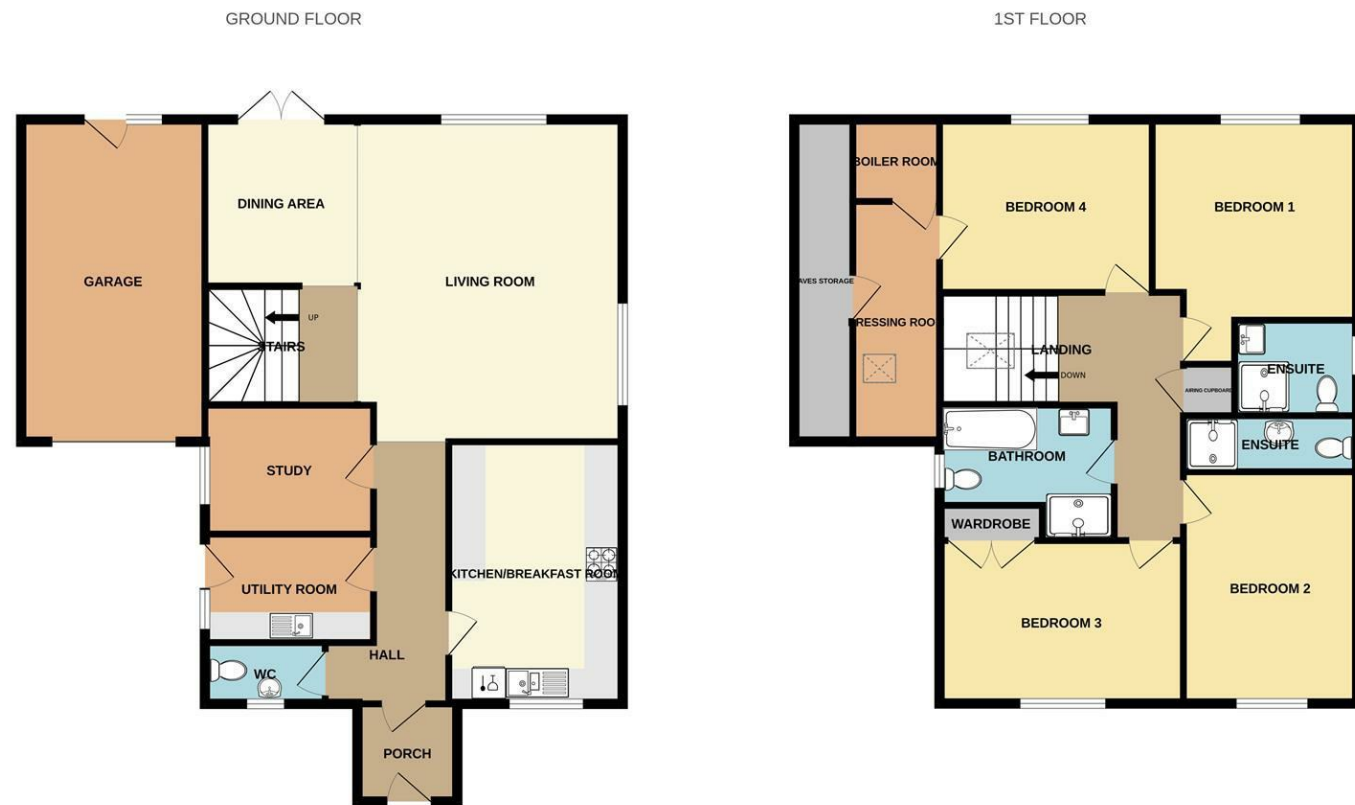 GROUND FLOOR
1ST FLOOR
DINING AREA
GARAGE
LIVING ROOM
UP
STAIRS
STUDY
KITCHEN/BREAKFAST ROOM
UTILITY ROOM
HALL
WC
PORCH
BOILER ROOM
BEDROOM 4
BEDROOM 1
AVES STORAGE
DRESSING ROOM
LANDING
DOWN
ENSUITE
AIRING CUPBOARD
ENSUITE
BATHROOM
WARDROBE
BEDROOM 2
BEDROOM 3